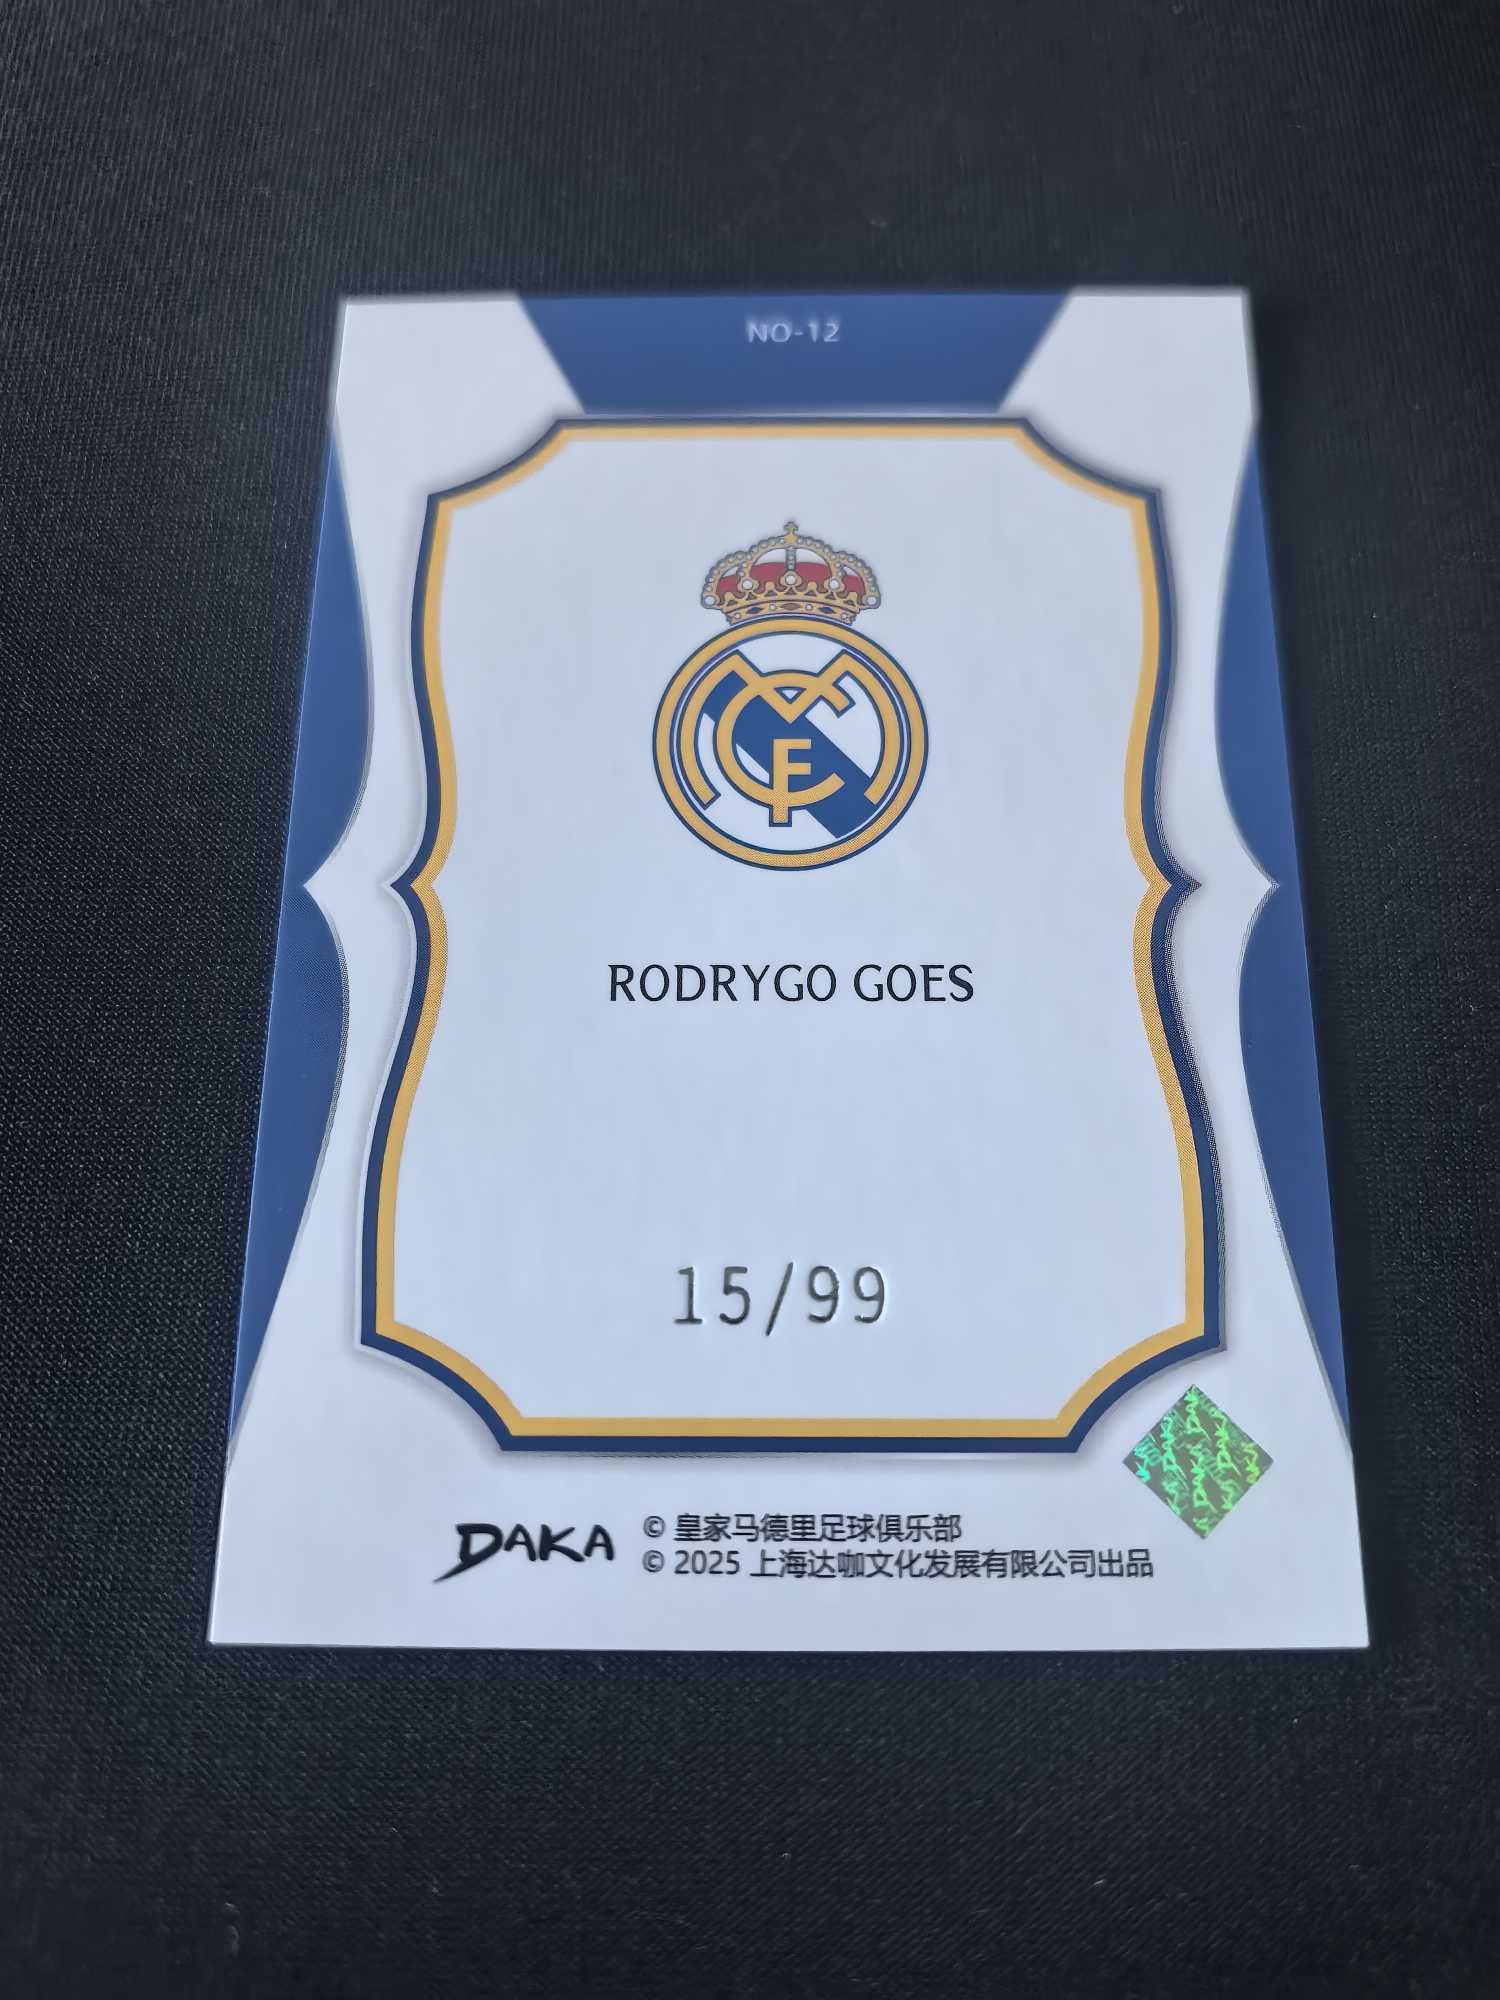 NO-12
RODRYGO GOES
15/99
DAKA
© 皇家马德里足球俱乐部
© 2025 上海达咖文化发展有限公司出品